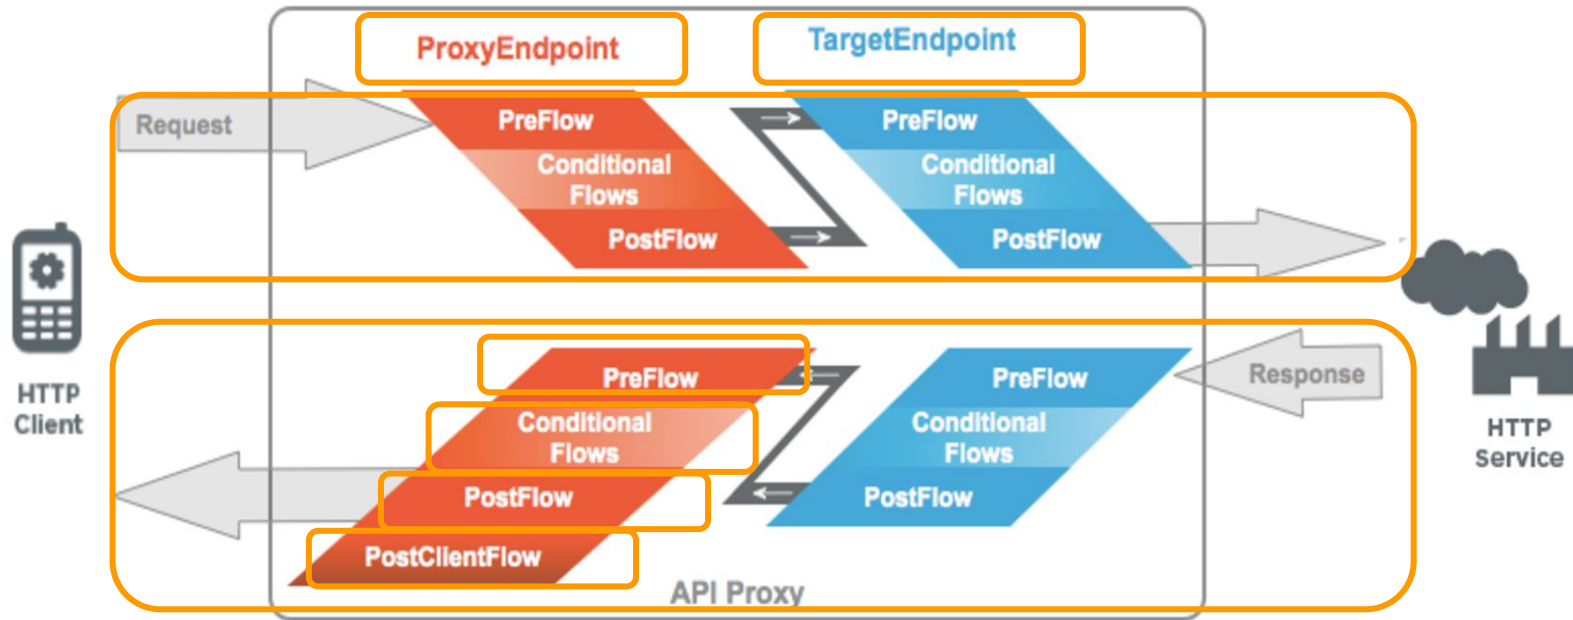 ProxyEndpoint
TargetEndpoint
Request
PreFlow
Conditional
Flows
PostFlow
PreFlow
Conditional
Flows
PostFlow
HTTP
Client
PreFlow
Conditional
Flows
PostFlow
PostClientFlow
PreFlow
Conditional
Flows
PostFlow
Response
HTTP
Service
API Proxy